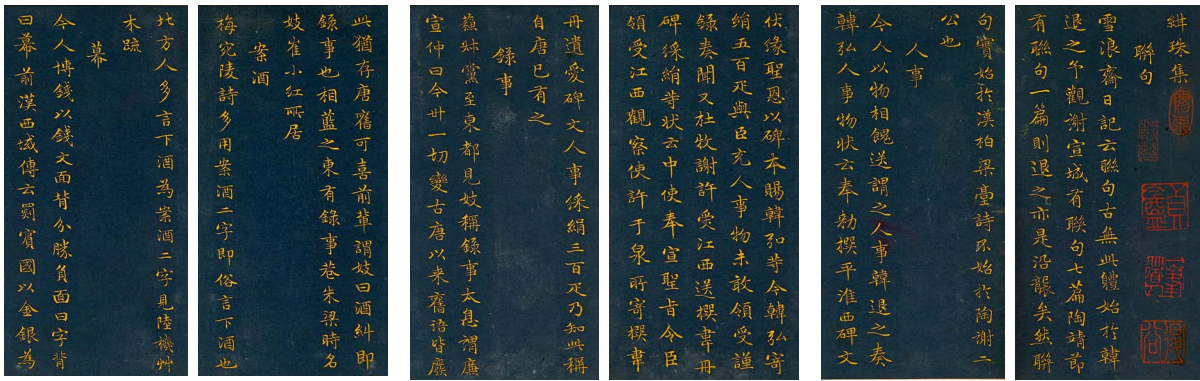 緋珠集
聯句
雪浪齋日記云聯句古無此體始於韓
退之今觀謝宣城有聯句七篇陶靖節
有聯句一篇則退之亦是沿襲矣然聯
句實始於漢柏梁臺詩不始於陶謝二
公也
人事
今人以物相餽送謂之人事韓退之奏
韓弘人事物狀云奉勑撰平淮西碑文
伏緣聖恩以碑本賜韓弘等今韓弘寄
絹五百疋與臣充人事物未敢領受謹
錄奏聞又杜牧謝許受江西送撰韋丹
碑綵絹等狀云中使奉宣聖旨令臣
領受江西觀察使許于泉所寄撰韋
丹遺愛碑文人事綵絹三百疋乃知此稱
自唐已有之
錄事
蘇叔黨至東都見妓稱錄事太息謂廉
宣仲曰今世一切變古唐以來舊語皆廢
此猶存唐舊可喜前輩謂妓曰酒糾即
錄事也相藍之東有錄事巷朱梁時名
妓崔小紅所居
案酒
梅宛陵詩多用案酒二字即俗言下酒也
北方人多言下酒為案酒二字見陸機艸
木疏
幕
今人博錢以錢文面背分勝負面曰字背
曰幕前漢西域傳云罽賓國以金銀為